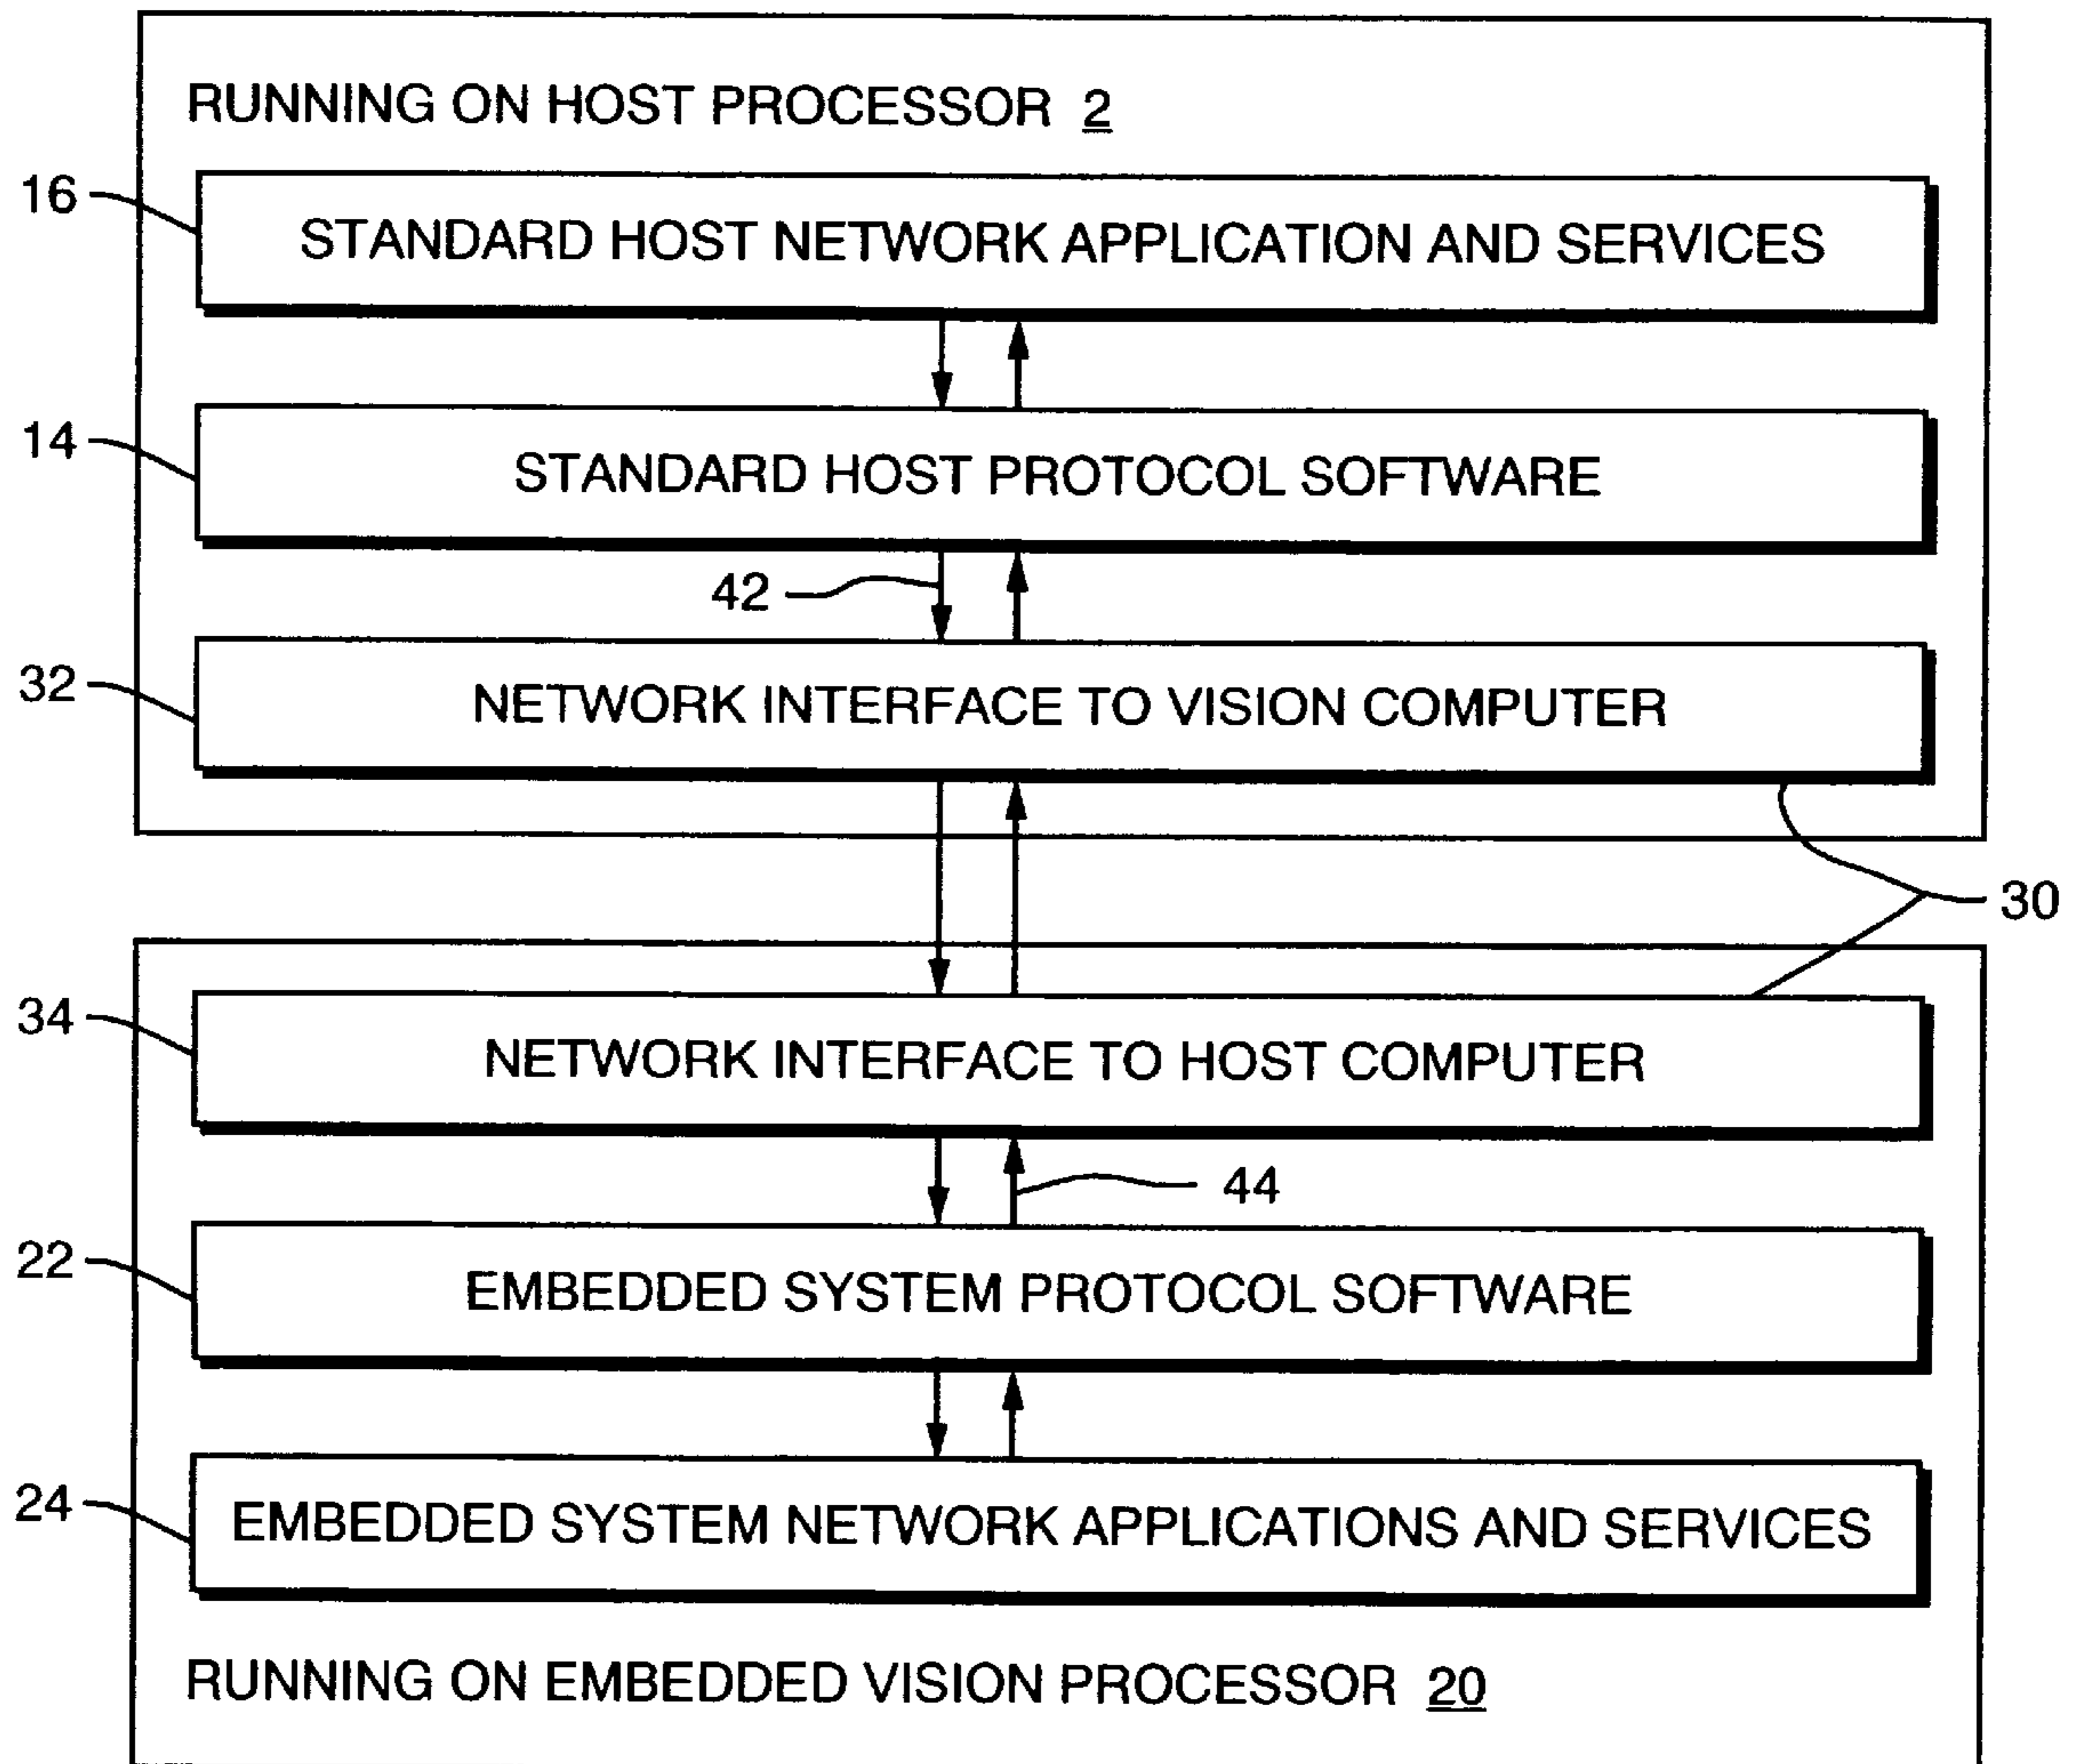 RUNNING ON HOST PROCESSOR 2
16
STANDARD HOST NETWORK APPLICATION AND SERVICES
14
STANDARD HOST PROTOCOL SOFTWARE
42
32
NETWORK INTERFACE TO VISION COMPUTER
30
34
NETWORK INTERFACE TO HOST COMPUTER
44
22
EMBEDDED SYSTEM PROTOCOL SOFTWARE
24
EMBEDDED SYSTEM NETWORK APPLICATIONS AND SERVICES
RUNNING ON EMBEDDED VISION PROCESSOR 20